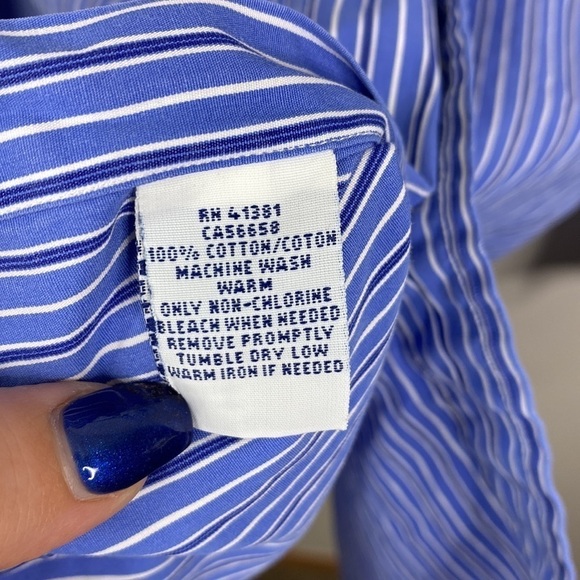 RN 41381
CA56658
100% COTTON/COTON
MACHINE WASH
WARM
ONLY NON-CHLORINE
BLEACH WHEN NEEDED
REMOVE PROMPTLY
TUMBLE DRY LOW
WARM IRON IF NEEDED